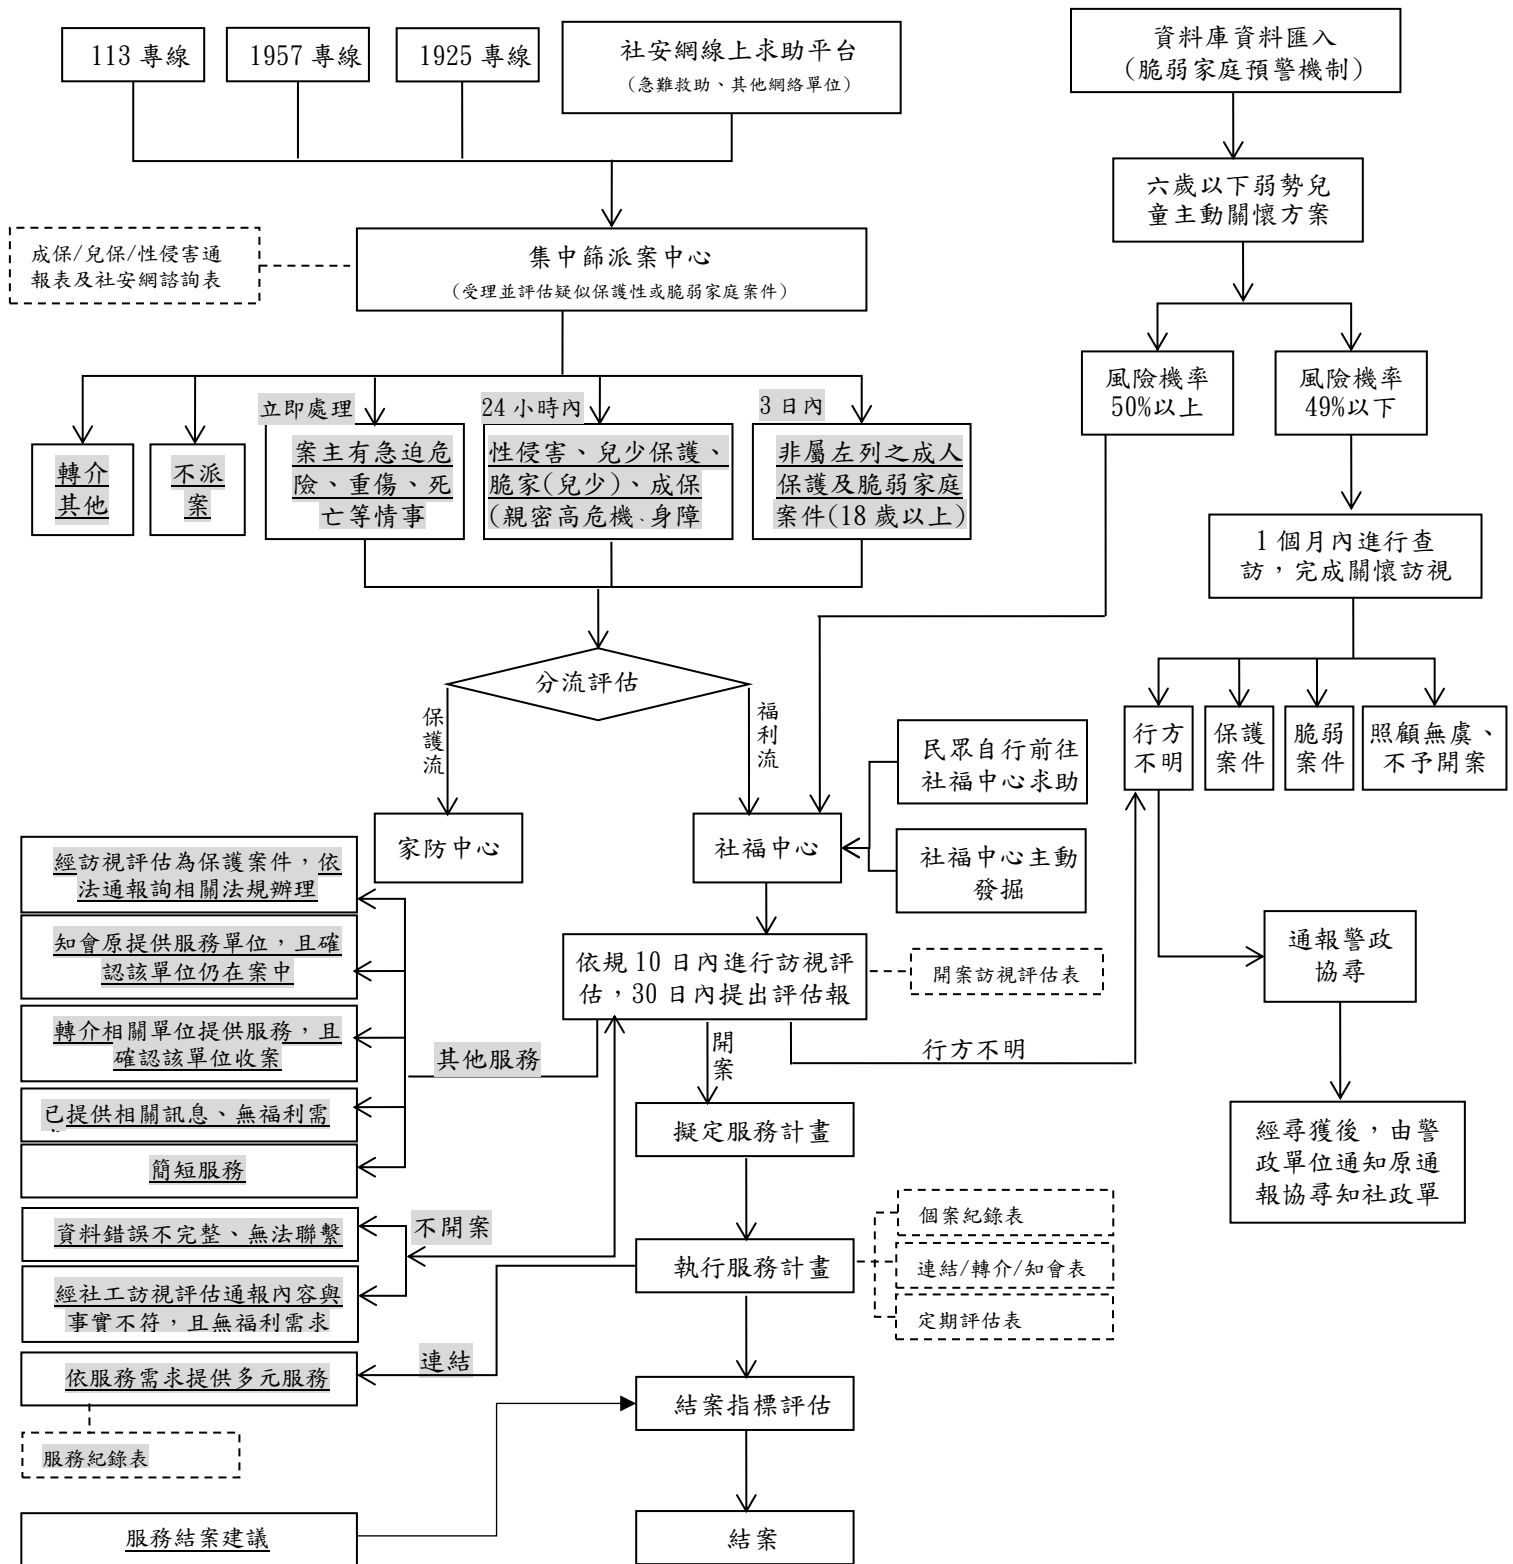 113 專線
1957 專線
1925 專線
社安網線上求助平台
(急難救助、其他網絡單位)
資料庫資料匯入
(脆弱家庭預警機制)
六歲以下弱勢兒
童主動關懷方案
成保/兒保/性侵害通
報表及社安網諮詢表
集中篩派案中心
(受理並評估疑似保護性或脆弱家庭案件)
風險機率
50%以上
風險機率
49%以下
立即處理
24 小時內
3 日內
轉介
其他
不派
案
案主有急迫危
險、重傷、死
亡等情事
性侵害、兒少保護、
脆家(兒少)、成保
(親密高危機、身障
非屬左列之成人
保護及脆弱家庭
案件(18 歲以上)
1 個月內進行查
訪，完成關懷訪視
分流評估
保護流
福利流
行方
不明
保護
案件
脆弱
案件
照顧無虞、
不予開案
民眾自行前往
社福中心求助
家防中心
社福中心
社福中心主動
發掘
經訪視評估為保護案件，依
法通報詢相關法規辦理
知會原提供服務單位，且確
認該單位仍在案中
轉介相關單位提供服務，且
確認該單位收案
已提供相關訊息、無福利需
簡短服務
依規 10 日內進行訪視評
估，30 日內提出評估報
開案訪視評估表
通報警政
協尋
其他服務
開案
行方不明
擬定服務計畫
經尋獲後，由警
政單位通知原通
報協尋知社政單
資料錯誤不完整、無法聯繫
經社工訪視評估通報內容與
事實不符，且無福利需求
不開案
執行服務計畫
個案紀錄表
連結/轉介/知會表
定期評估表
連結
依服務需求提供多元服務
服務紀錄表
結案指標評估
服務結案建議
結案